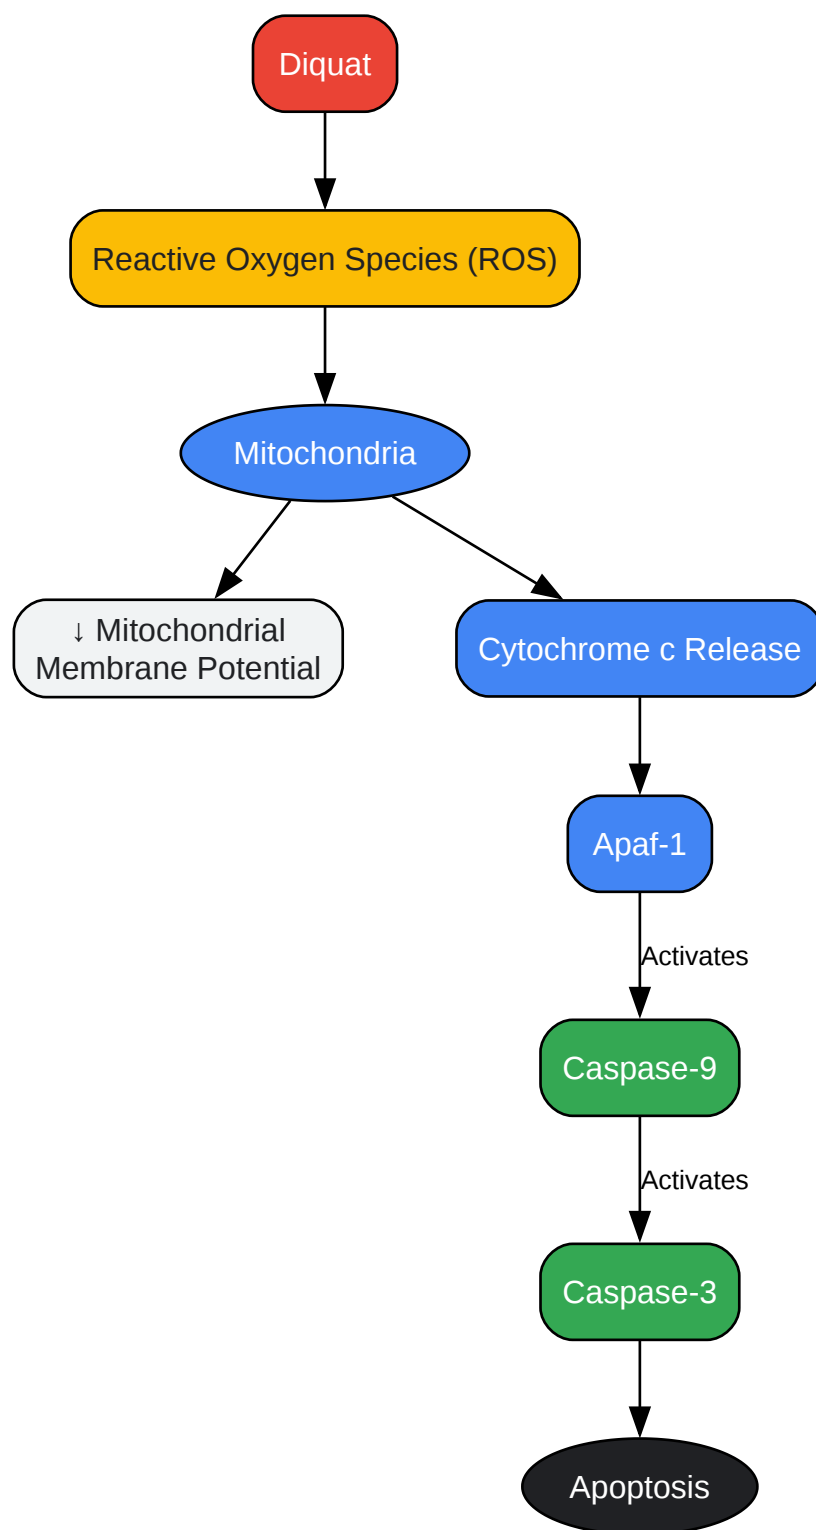 Diquat
Reactive Oxygen Species (ROS)
Mitochondria
↓ Mitochondrial
Membrane Potential
Cytochrome c Release
Apaf-1
Activates
Caspase-9
Activates
Caspase-3
Apoptosis